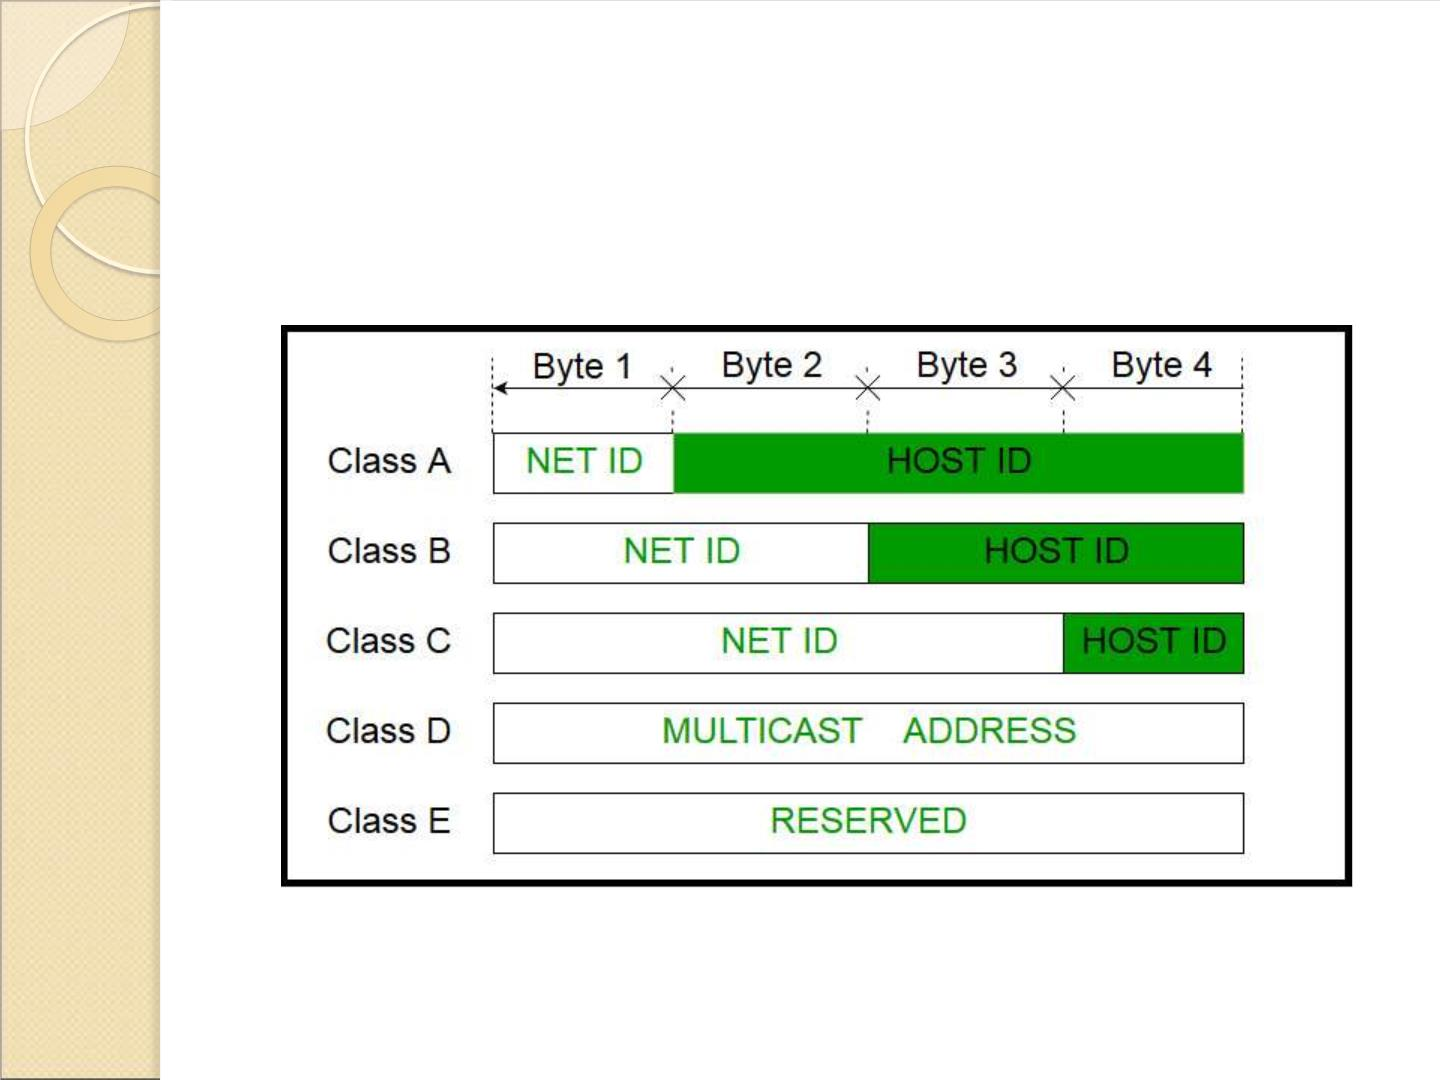 Byte 1 Byte 2 Byte 3 Byte 4
Class A NET ID HOST ID
Class B NET ID HOST ID
Class C NET ID HOST ID
Class D MULTICAST ADDRESS
Class E RESERVED